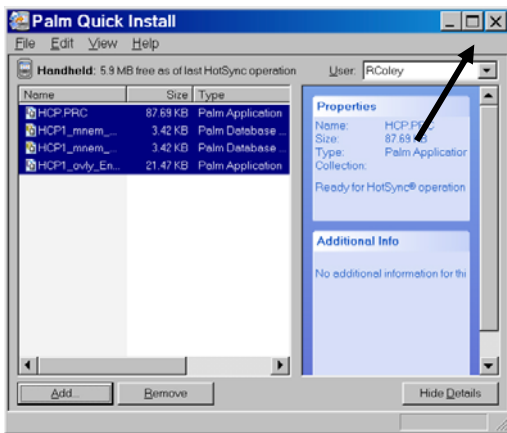 Palm Quick Install
File Edit View Help
Handheld: 5.9 MB free as of last HotSync operation User: RColey
Name Size Type
HCP.PRC 87.69 KB Palm Application
HCP1_mnem_... 3.42 KB Palm Database ...
HCP1_mnem_... 3.42 KB Palm Database ...
HCP1_ovly_En... 21.47 KB Palm Application
Properties
Name: HCP.PRC
Size: 87.69 KB
Type: Palm Application
Collection:
Ready for HotSync® operation
Additional Info
No additional information for thi
Add... Remove Hide Details